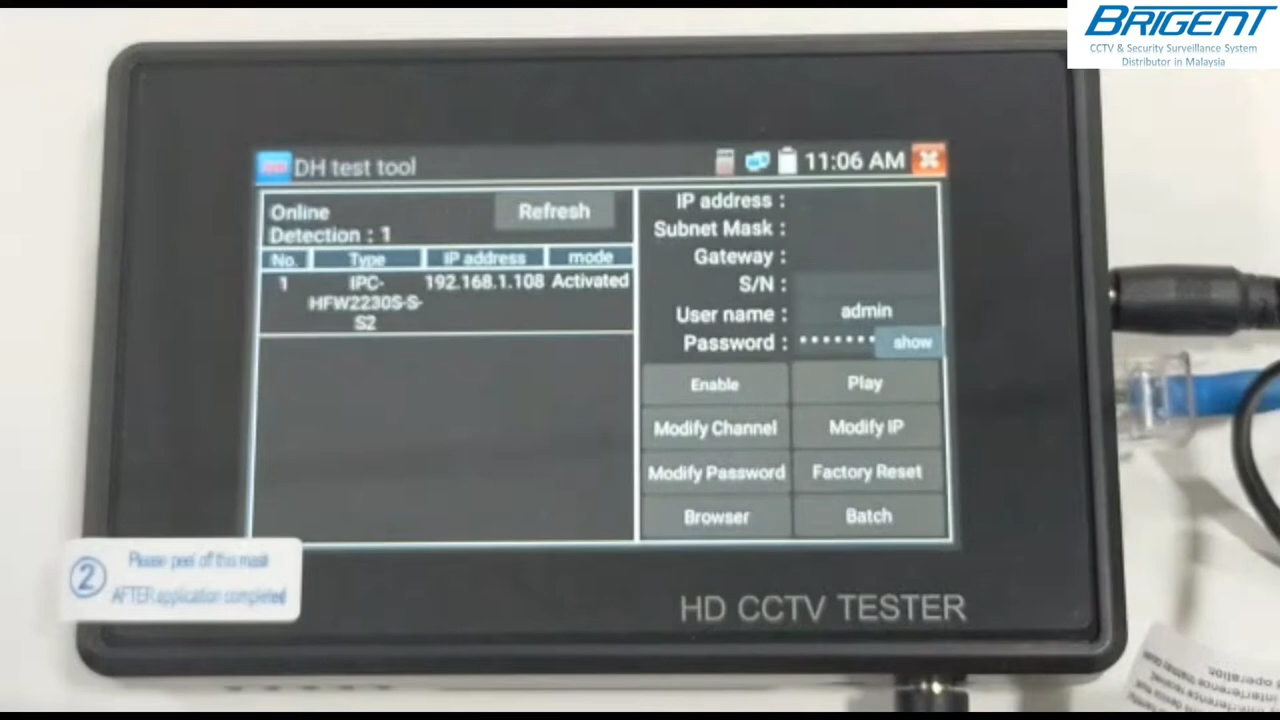 BRIGENT
CCTV & Security Surveillance System
Distributor in Malaysia
DH test tool
11:06 AM
Online
Refresh
Detection : 1
No. Type IP address mode
1 IPC- 192.168.1.108 Activated
HFW2230S-S-
S2
IP address :
Subnet Mask :
Gateway :
S/N :
User name : admin
Password : ••••••• show
Enable Play
Modify Channel Modify IP
Modify Password Factory Reset
Browser Batch
2
Please peel off this mask
AFTER application completed
HD CCTV TESTER
operation.